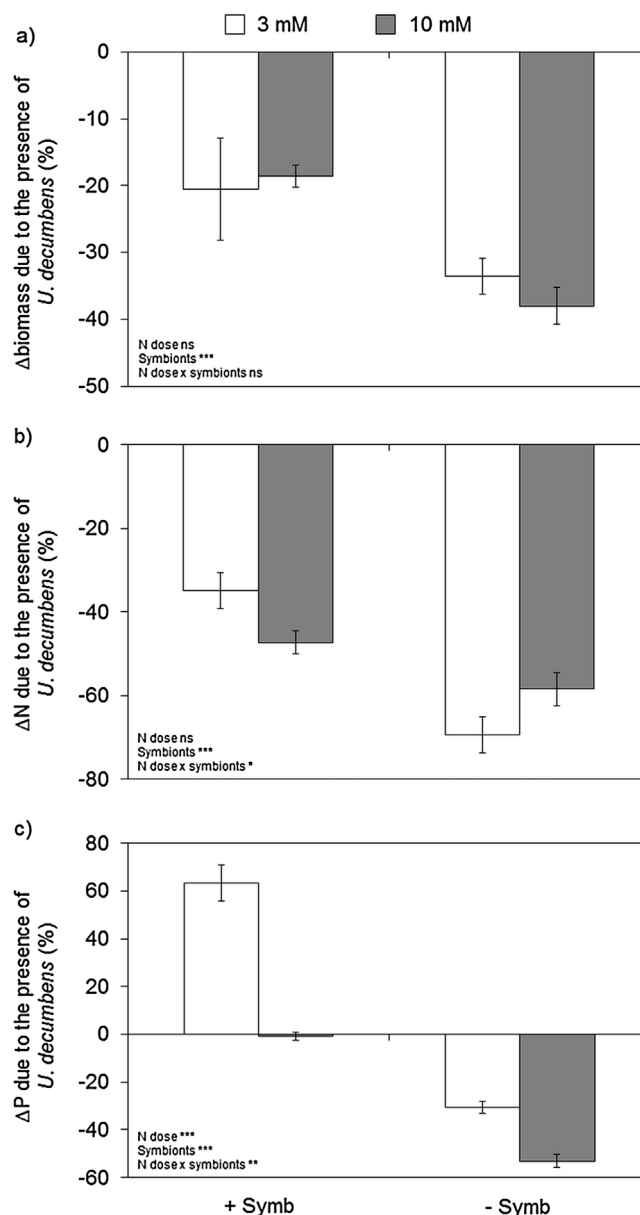 3 mM 10 mM
a)
Δbiomass due to the presence of
U. decumbens (%)
0
-10
-20
-30
-40
-50
N dose ns
Symbionts ***
N dose x symbionts ns
b)
ΔN due to the presence of
U. decumbens (%)
0
-20
-40
-60
-80
N dose ns
Symbionts ***
N dose x symbionts *
c)
ΔP due to the presence of
U. decumbens (%)
80
60
40
20
0
-20
-40
-60
N dose ***
Symbionts ***
N dose x symbionts **
+ Symb - Symb